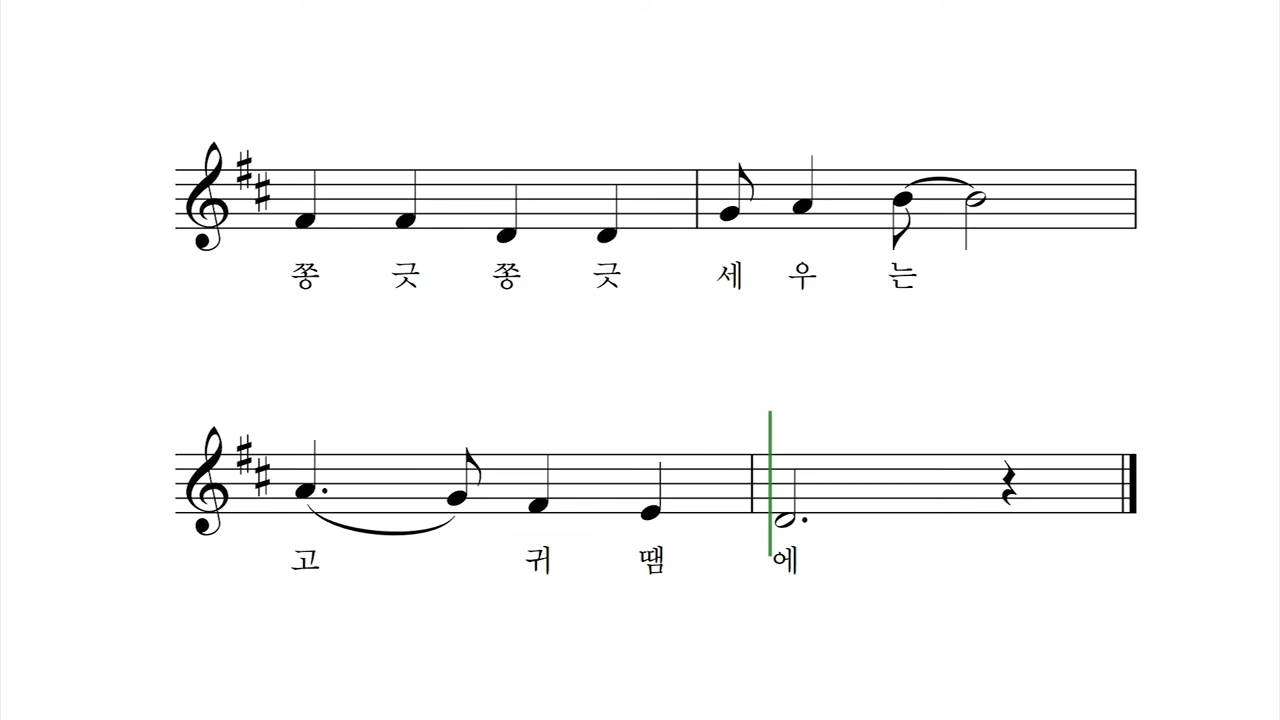 쫑 긋 쫑 긋 세 우 는
고 귀 땜 에